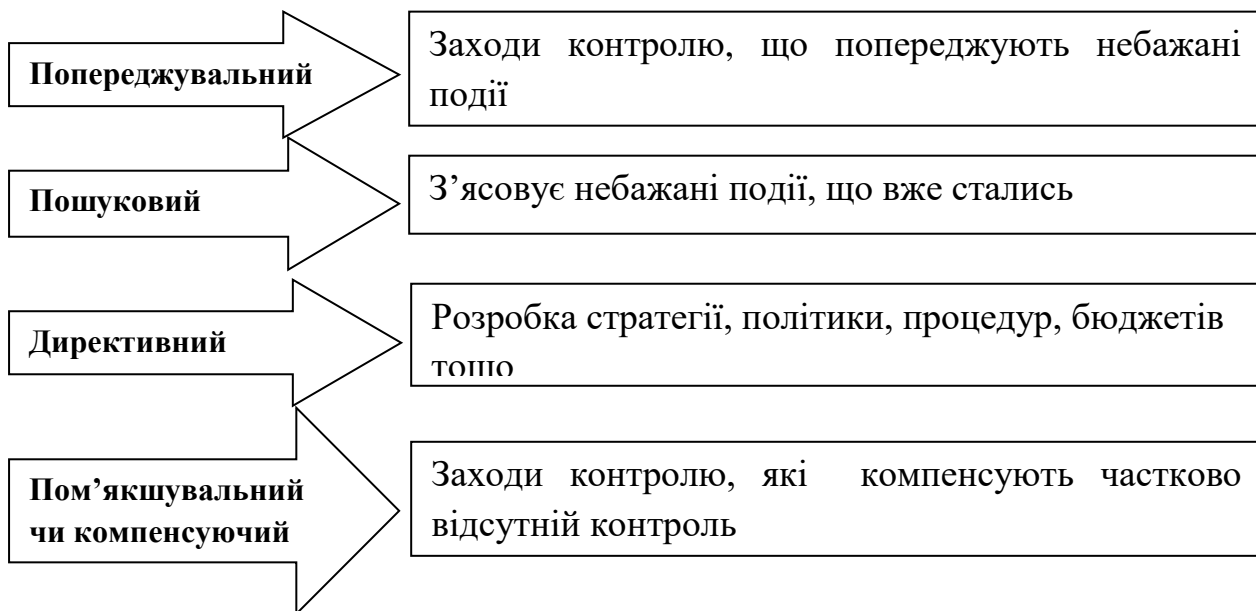 Попереджувальний
Заходи контролю, що попереджують небажані
події
Пошуковий
З’ясовує небажані події, що вже стались
Директивний
Розробка стратегії, політики, процедур, бюджетів
тощо
Пом’якшувальний
чи компенсуючий
Заходи контролю, які компенсують частково
відсутній контроль